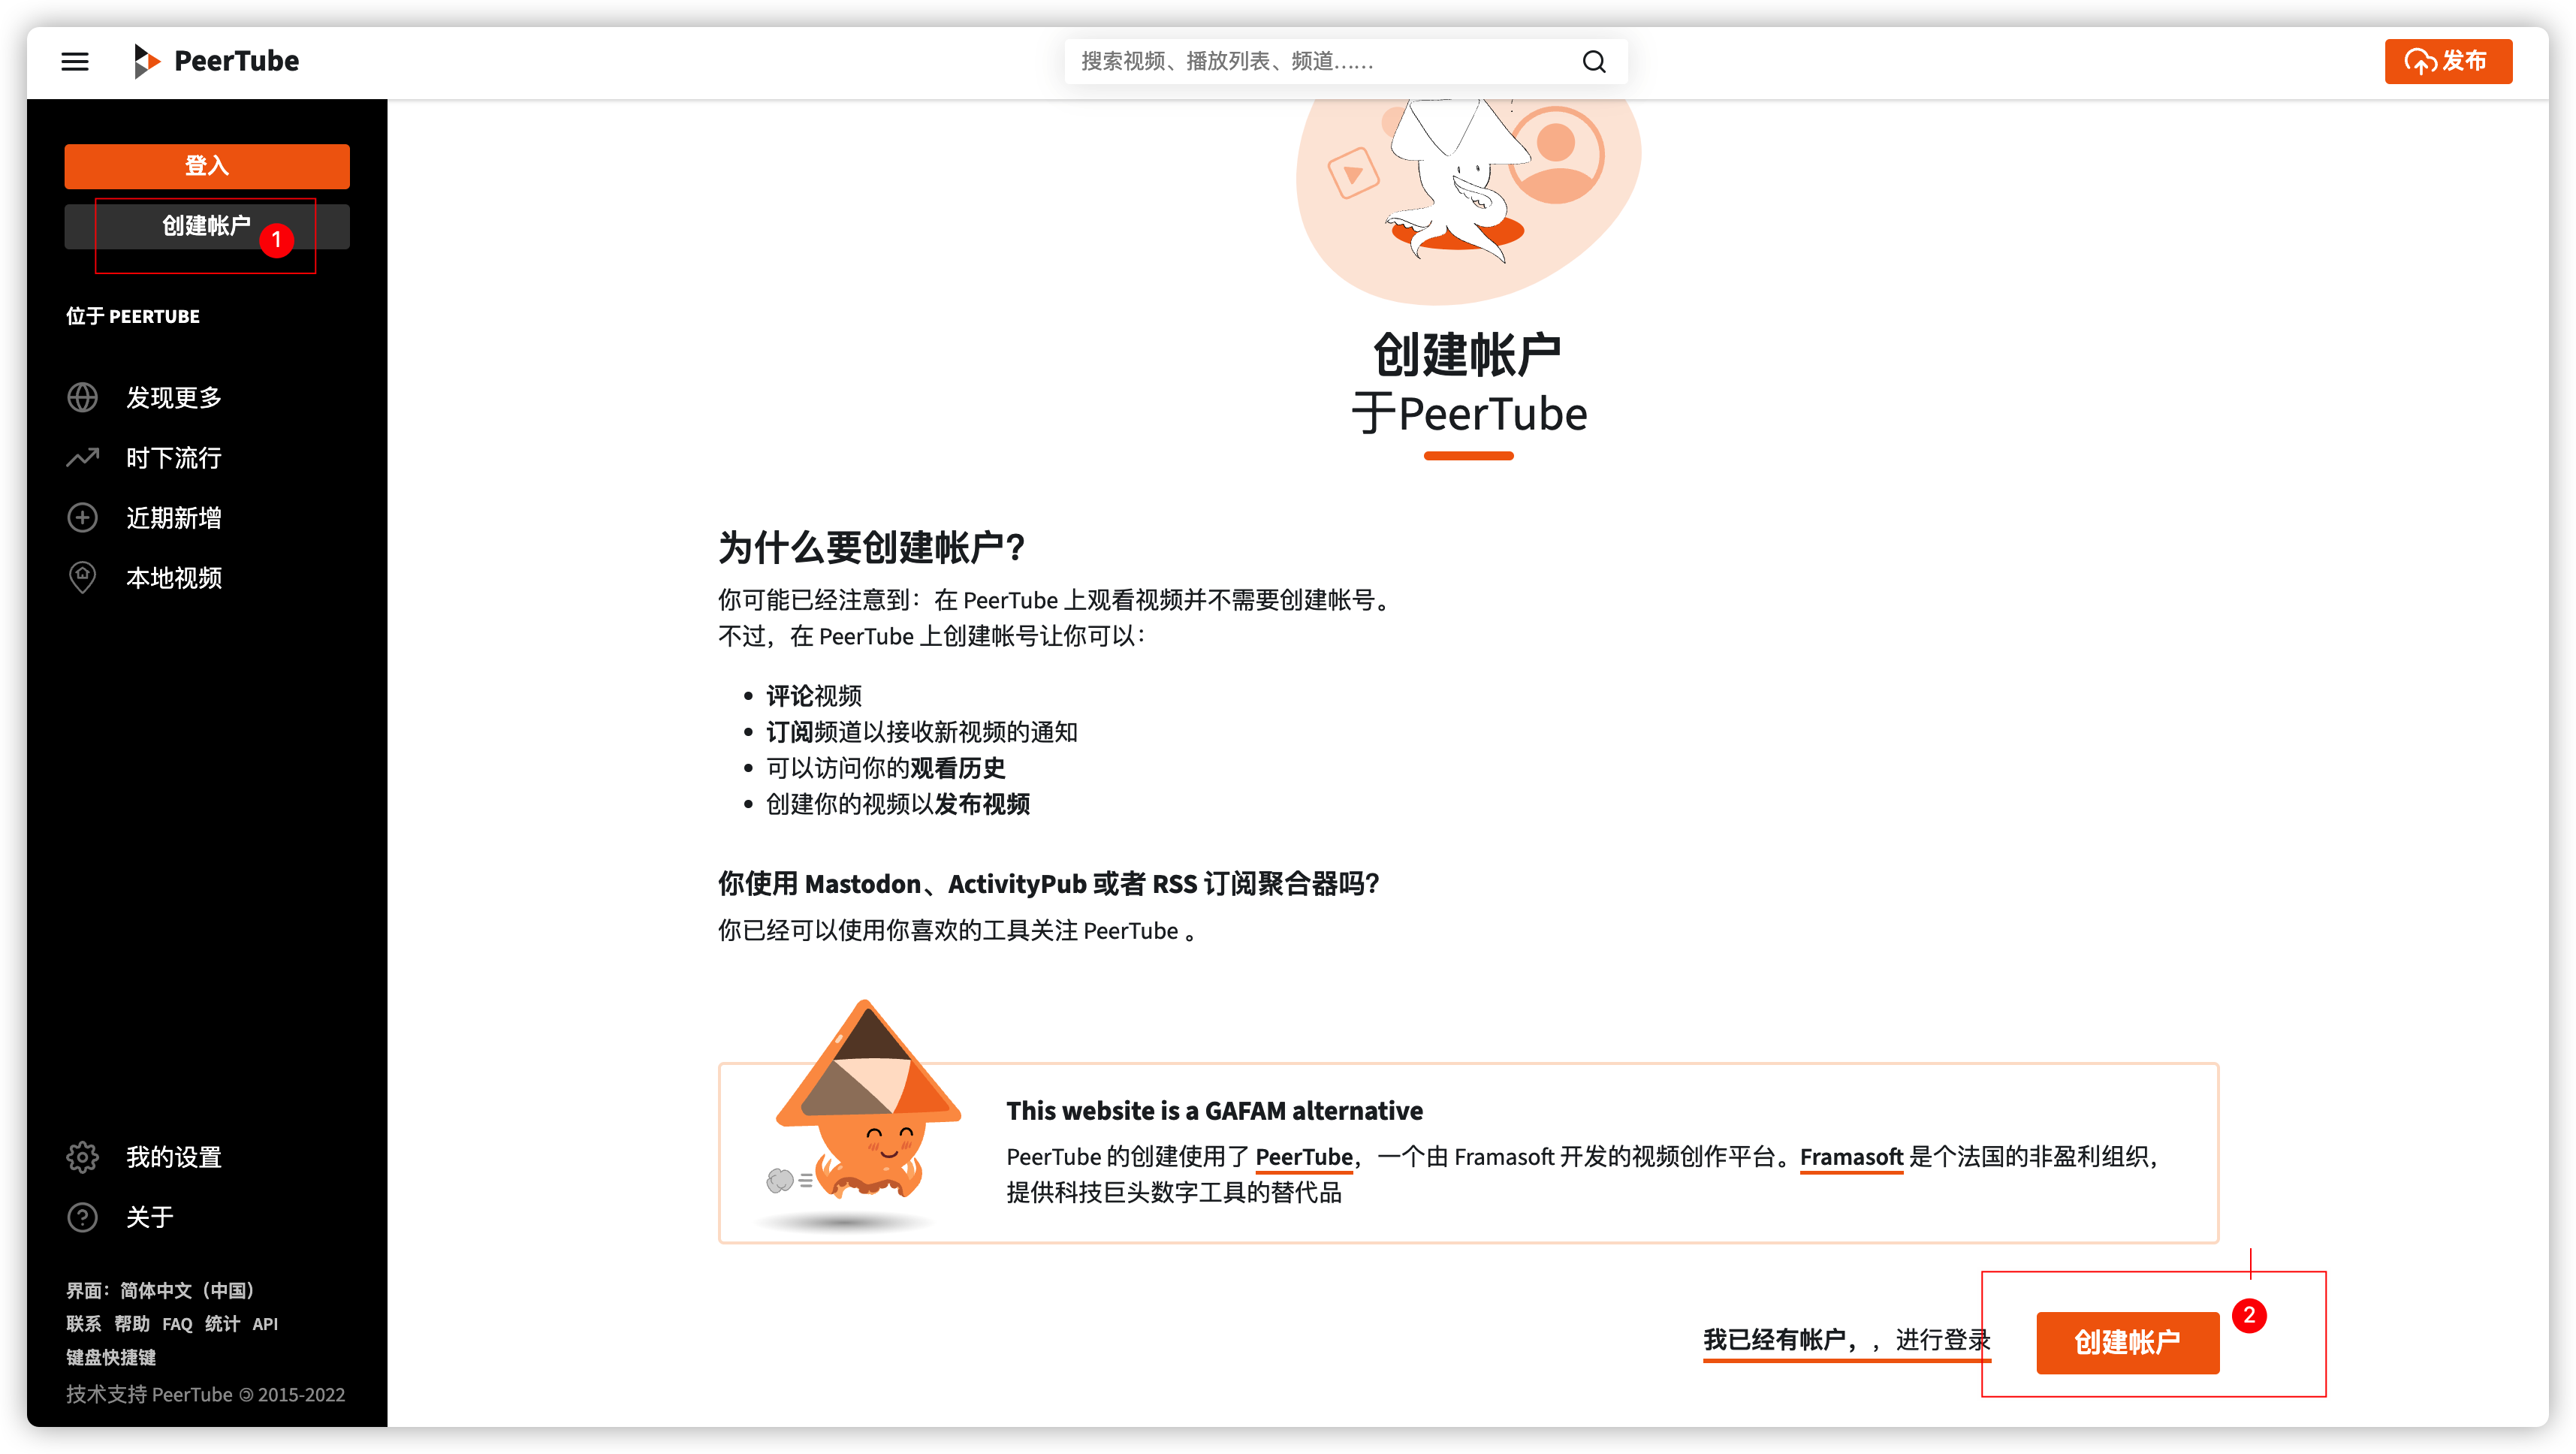 PeerTube
搜索视频、播放列表、频道……
发布
登入
创建帐户
1
位于 PEERTUBE
发现更多
时下流行
近期新增
本地视频
我的设置
关于
界面：简体中文（中国）
联系 帮助 FAQ 统计 API
键盘快捷键
技术支持 PeerTube 🄯 2015-2022
创建帐户
于PeerTube
为什么要创建帐户？
你可能已经注意到：在 PeerTube 上观看视频并不需要创建帐号。
不过，在 PeerTube 上创建帐号让你可以：
• 评论视频
• 订阅频道以接收新视频的通知
• 可以访问你的观看历史
• 创建你的视频以发布视频
你使用 Mastodon、ActivityPub 或者 RSS 订阅聚合器吗？
你已经可以使用你喜欢的工具关注 PeerTube 。
This website is a GAFAM alternative
PeerTube 的创建使用了 PeerTube，一个由 Framasoft 开发的视频创作平台。Framasoft 是个法国的非盈利组织，
提供科技巨头数字工具的替代品
我已经有帐户，，进行登录
创建帐户
2